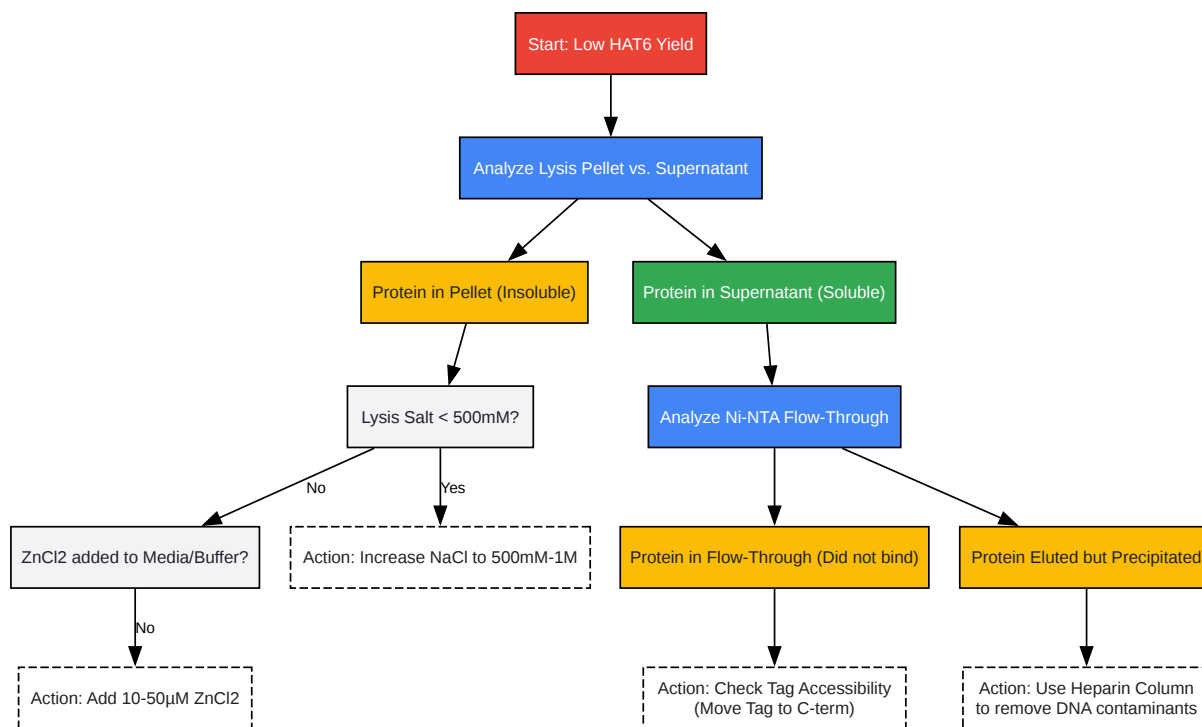 Start: Low HAT6 Yield
Analyze Lysis Pellet vs. Supernatant
Protein in Pellet (Insoluble)
Protein in Supernatant (Soluble)
Lysis Salt < 500mM?
Analyze Ni-NTA Flow-Through
No
Yes
ZnCl2 added to Media/Buffer?
Action: Increase NaCl to 500mM-1M
Protein in Flow-Through (Did not bind)
Protein Eluted but Precipitated
No
Action: Add 10-50µM ZnCl2
Action: Check Tag Accessibility
(Move Tag to C-term)
Action: Use Heparin Column
to remove DNA contaminants